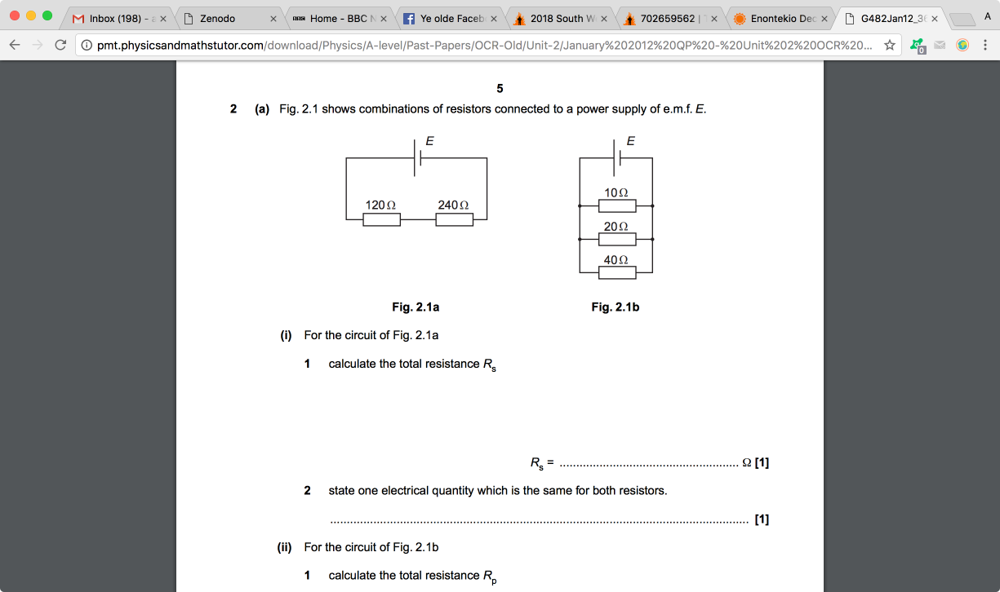 Inbox (198) - a
Zenodo
Home - BBC N
Ye olde Faceb
2018 South W
702659562 | T
Enontekio Dec
G482Jan12_36
A
pmt.physicsandmathstutor.com/download/Physics/A-level/Past-Papers/OCR-Old/Unit-2/January%202012%20QP%20-%20Unit%202%20OCR%20...
0
5
2 (a) Fig. 2.1 shows combinations of resistors connected to a power supply of e.m.f. E.
E
120 Ω
240 Ω
Fig. 2.1a
E
10 Ω
20 Ω
40 Ω
Fig. 2.1b
(i) For the circuit of Fig. 2.1a
1 calculate the total resistance Rs
Rs = ...................................................... Ω [1]
2 state one electrical quantity which is the same for both resistors.
.............................................................................................................................. [1]
(ii) For the circuit of Fig. 2.1b
1 calculate the total resistance Rp